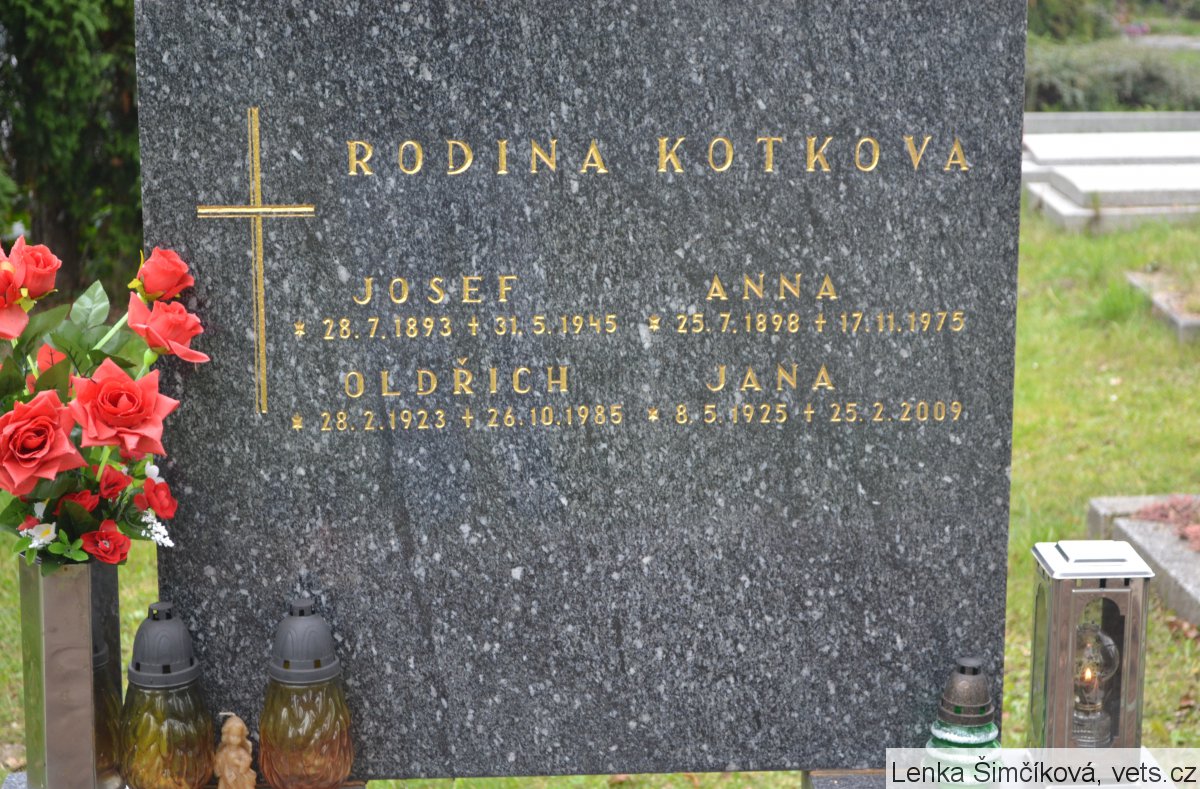 RODINA KOTKOVA
JOSEF ANNA
* 28.7.1893 + 31.5.1945 * 25.7.1898 + 17.11.1975
OLDŘICH JANA
* 28.2.1923 + 26.10.1985 * 8.5.1925 + 25.2.2009
Lenka Šimčíková, vets.cz